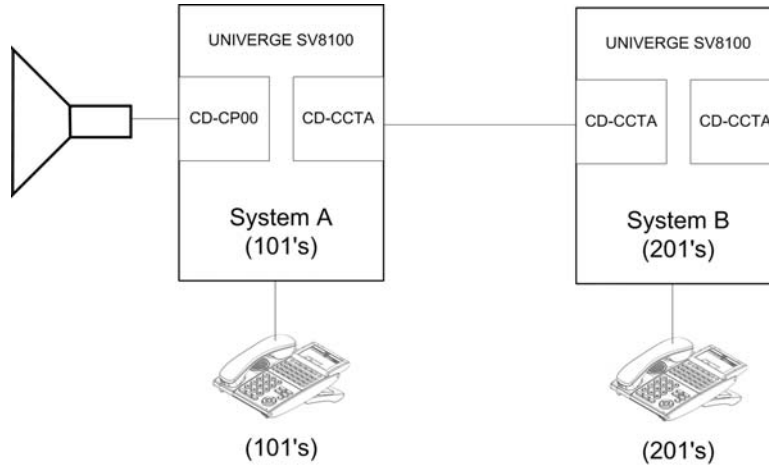 UNIVERGE SV8100
CD-CP00
CD-CCTA
System A
(101's)
(101's)
UNIVERGE SV8100
CD-CCTA
CD-CCTA
System B
(201's)
(201's)